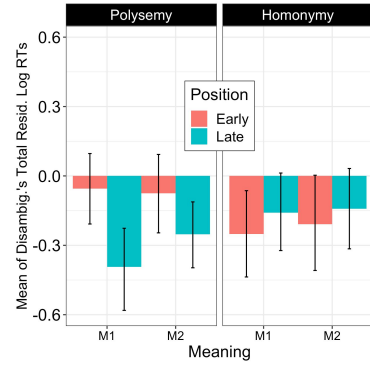 Polysemy
Homonymy
Mean of Disambig.'s Total Resid. Log RTs
0.6
0.3
0.0
-0.3
-0.6
Position
Early
Late
M1
M2
M1
M2
Meaning